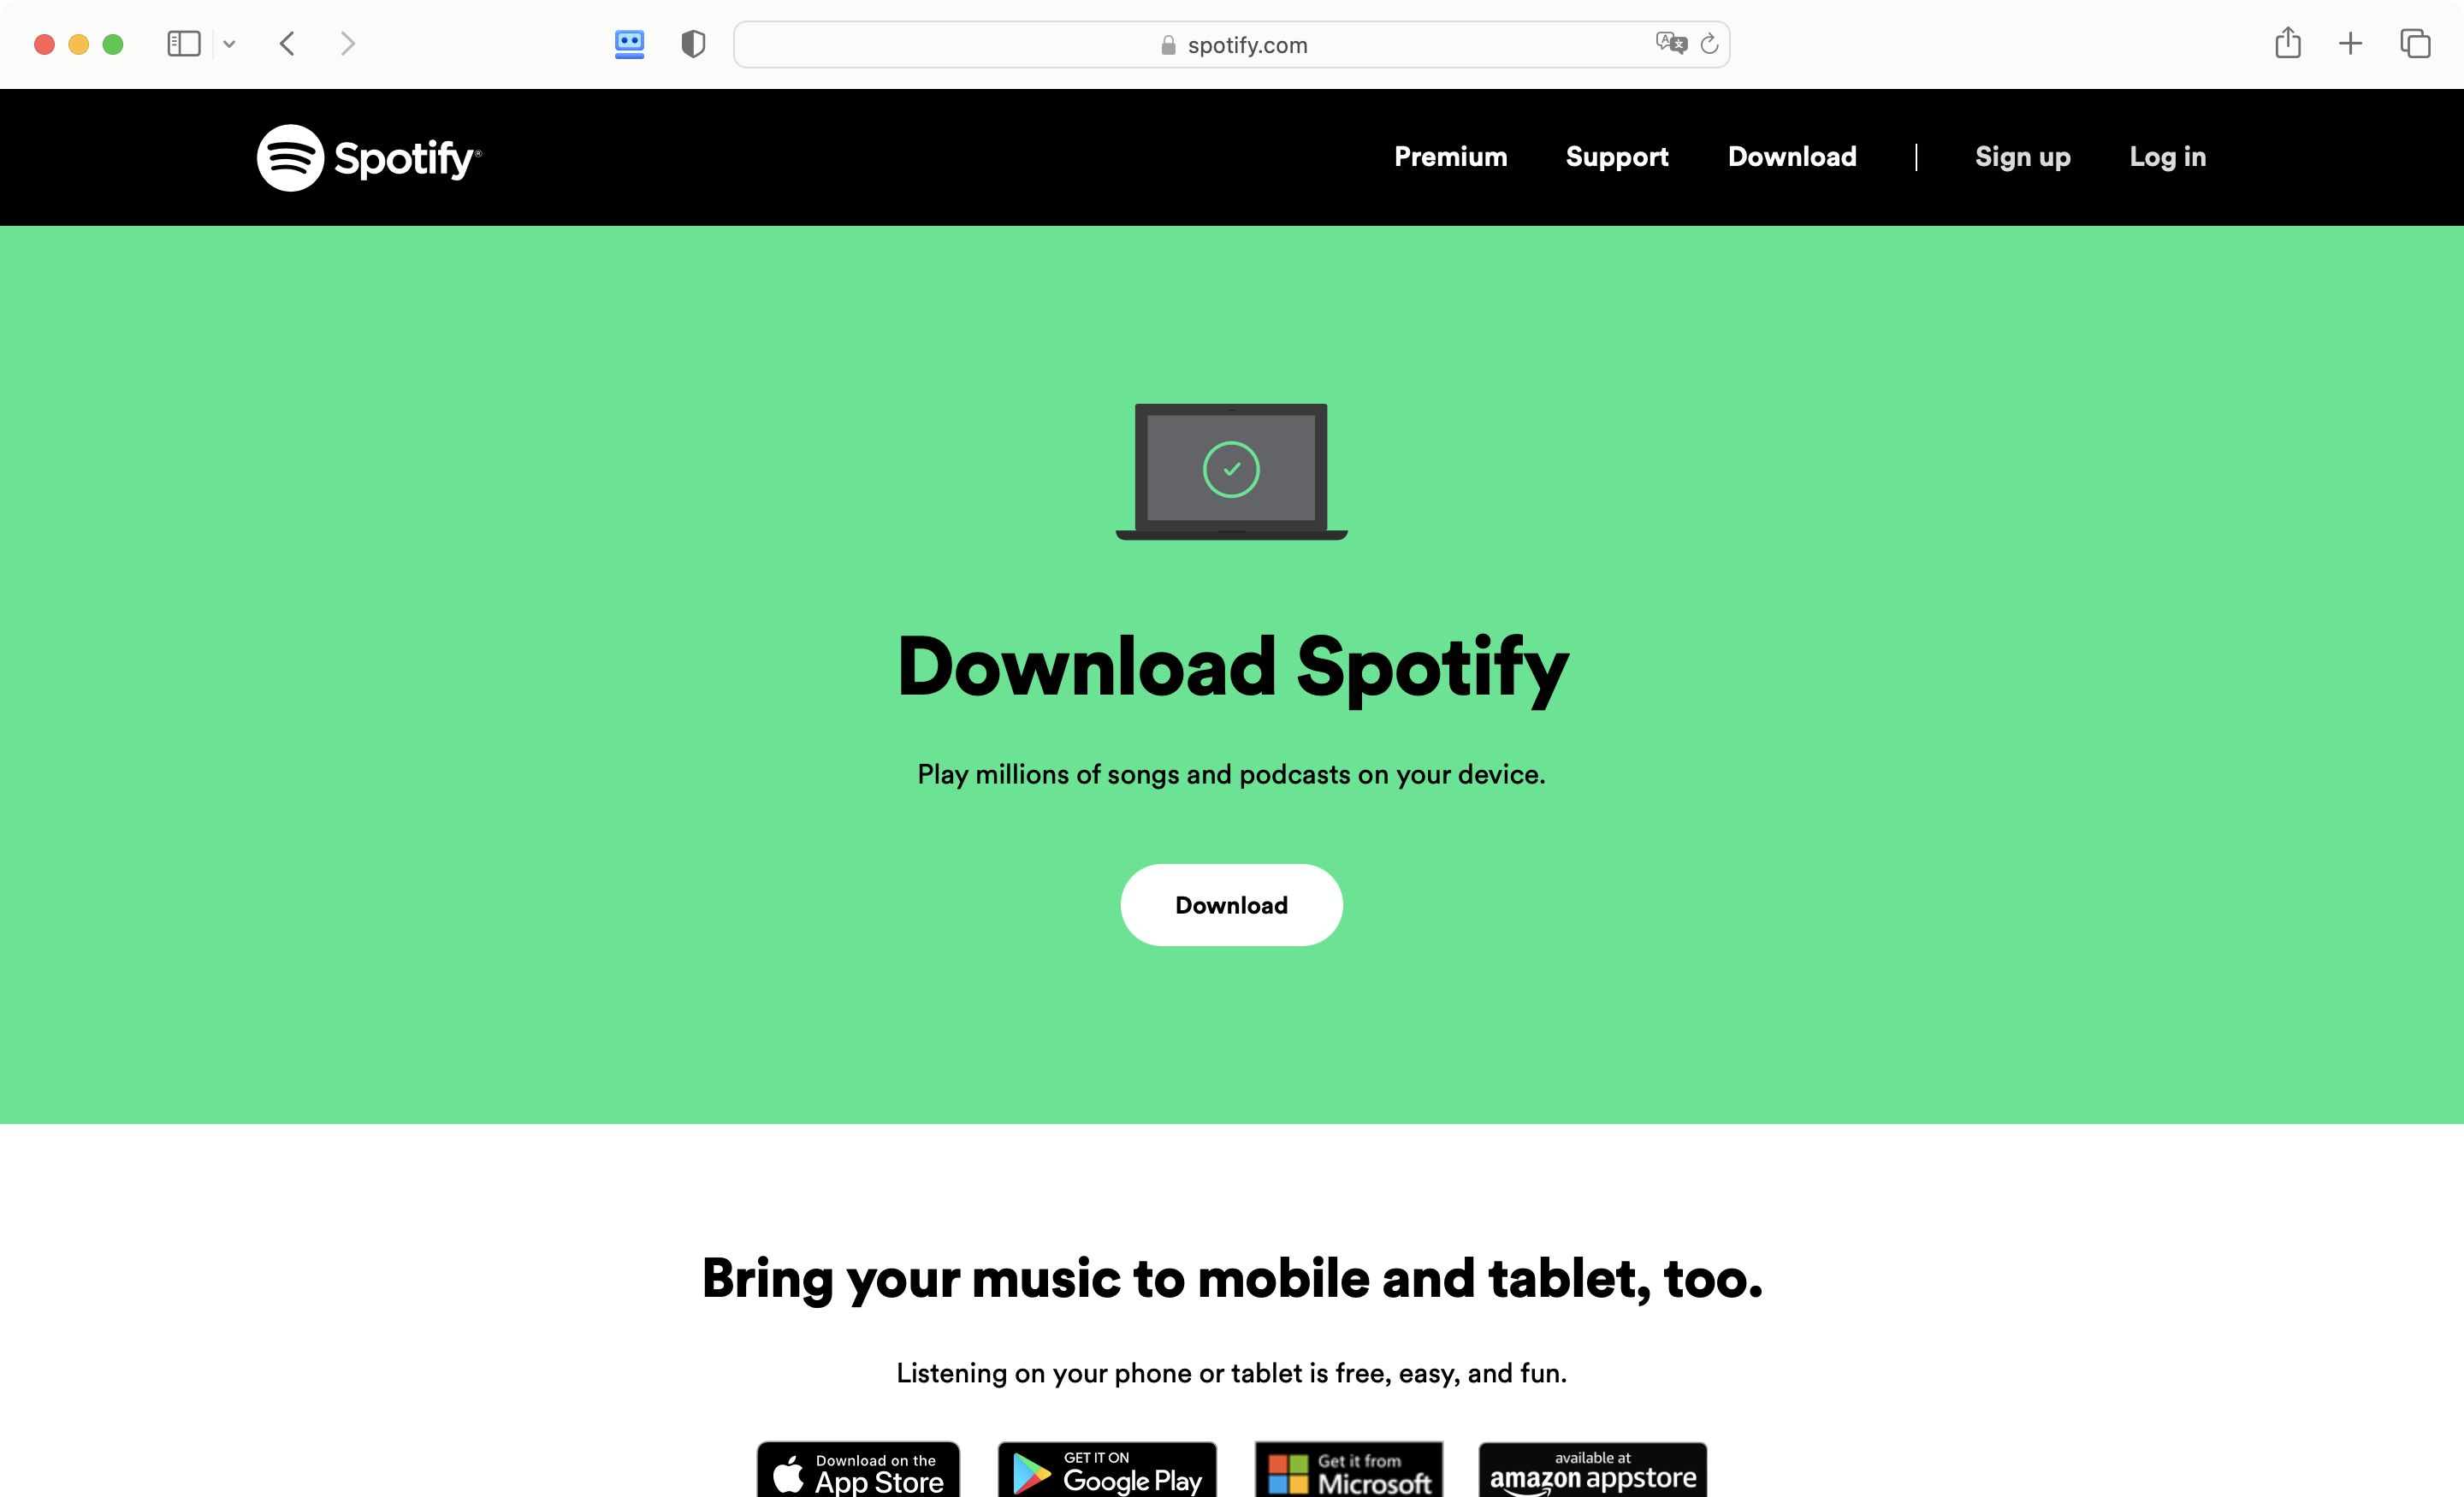 spotify.com
Spotify®
Premium Support Download | Sign up Log in
Download Spotify
Play millions of songs and podcasts on your device.
Download
Bring your music to mobile and tablet, too.
Listening on your phone or tablet is free, easy, and fun.
Download on the
App Store
GET IT ON
Google Play
Get it from
Microsoft
available at
amazon appstore